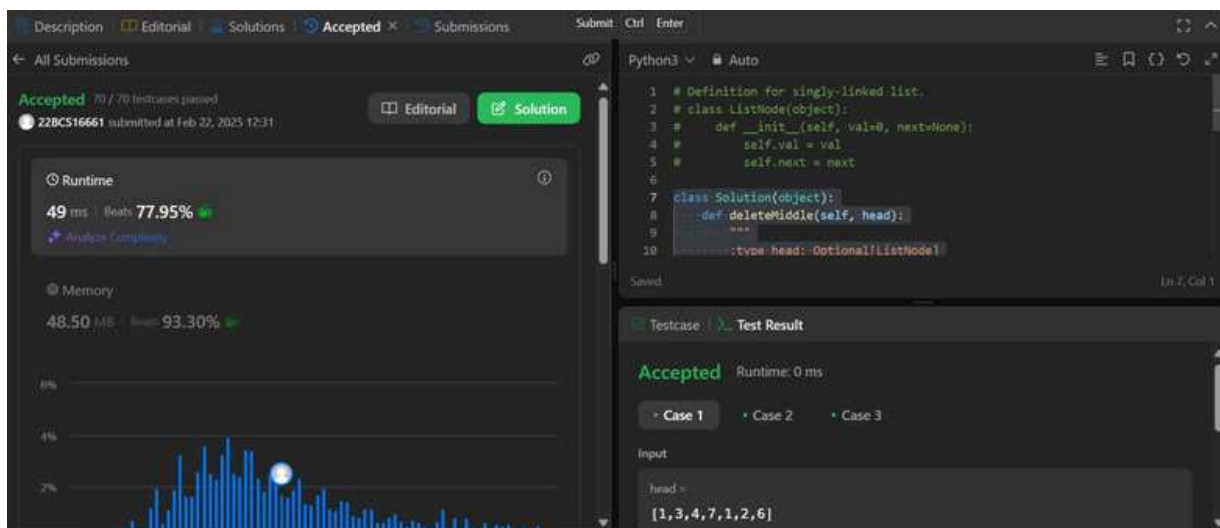 Description Editorial Solutions Accepted × Submissions Submit Ctrl Enter
← All Submissions
Accepted 70 / 70 testcases passed
22BCS16661 submitted at Feb 22, 2025 12:31
Editorial
Solution
Runtime
49 ms Beats 77.95%
Analyze Complexity
Memory
48.50 MB Beats 93.30%
6%
4%
2%
Python3 Auto
1 # Definition for singly-linked list.
2 # class ListNode(object):
3 # def __init__(self, val=0, next=None):
4 # self.val = val
5 # self.next = next
6
7 class Solution(object):
8 def deleteMiddle(self, head):
9 """
10 :type head: Optional[ListNode]
Saved Ln 7, Col 1
Testcase Test Result
Accepted Runtime: 0 ms
• Case 1 • Case 2 • Case 3
Input
head =
[1,3,4,7,1,2,6]